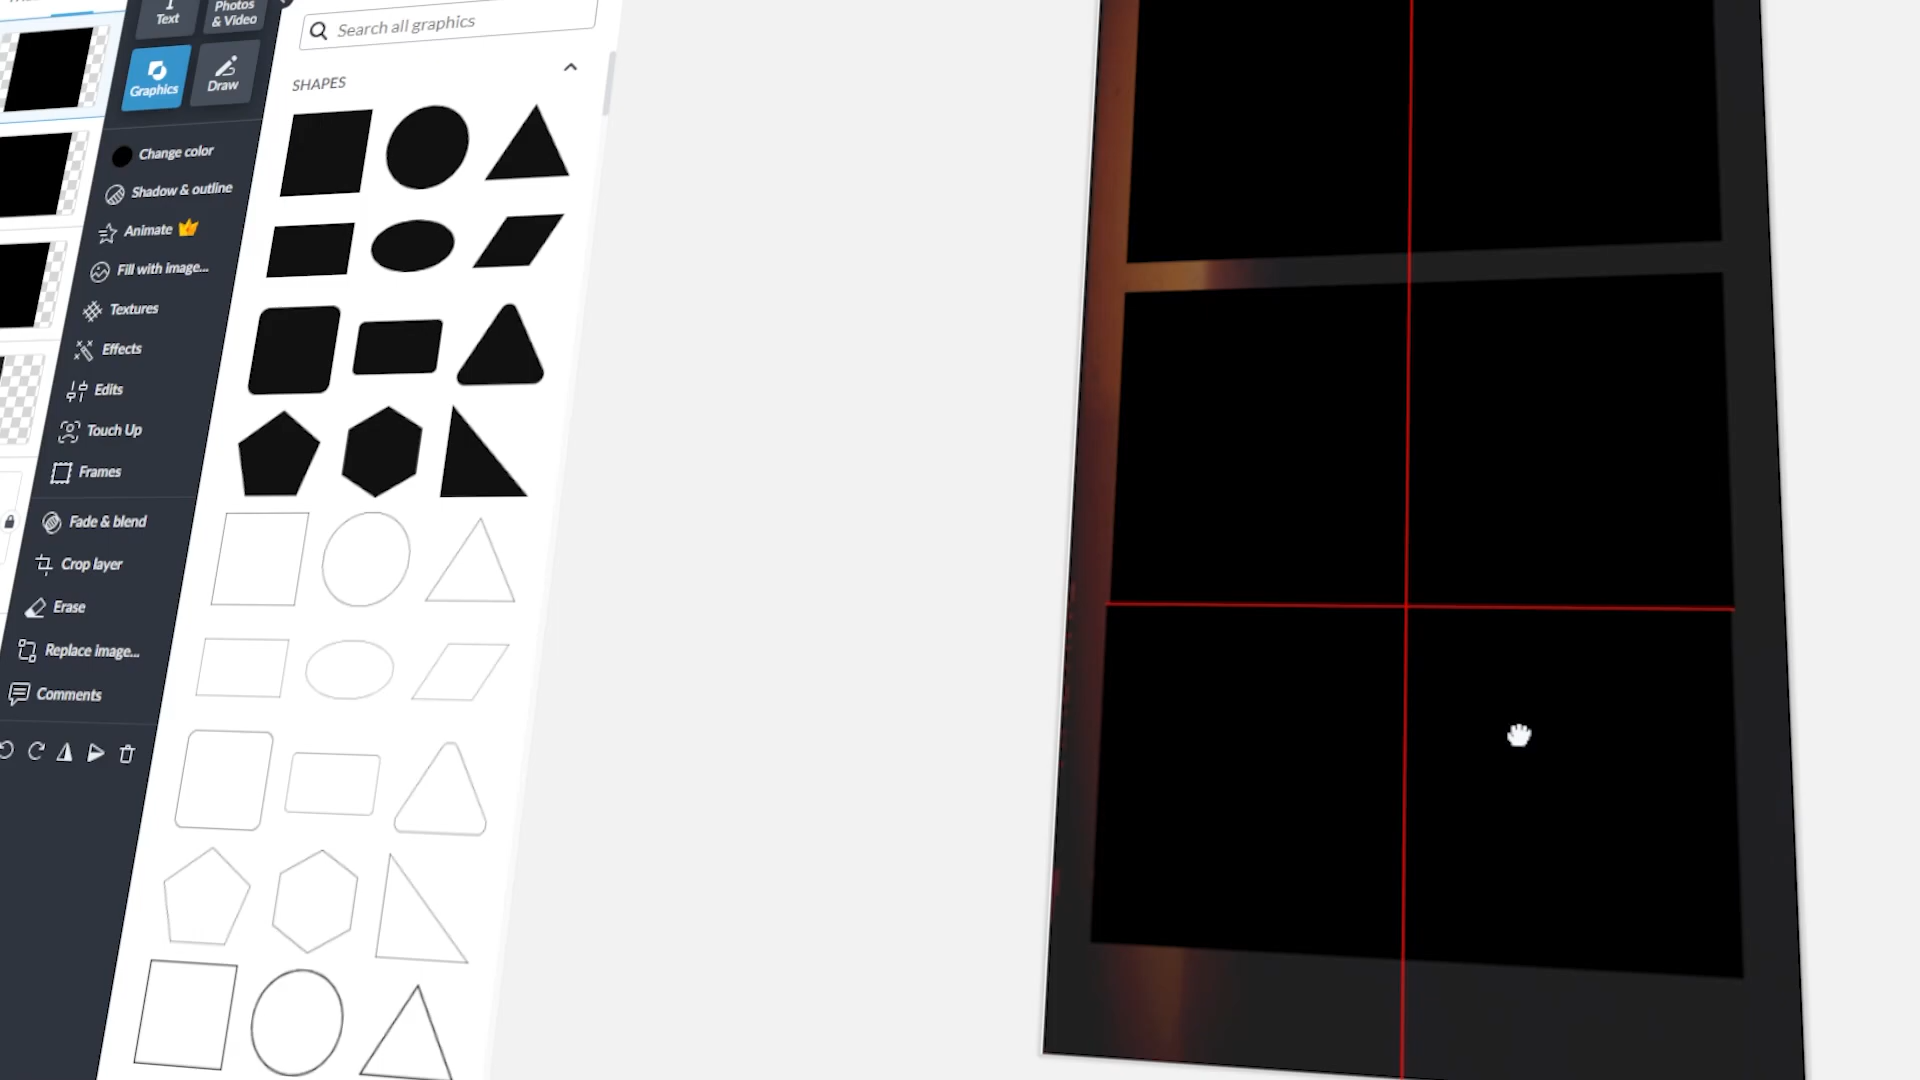 Text
Photos
& Video
Search all graphics
Graphics
Draw
SHAPES
Change color
Shadow & outline
Animate
Fill with image...
Textures
Effects
Edits
Touch Up
Frames
Fade & blend
Crop layer
Erase
Replace image...
Comments